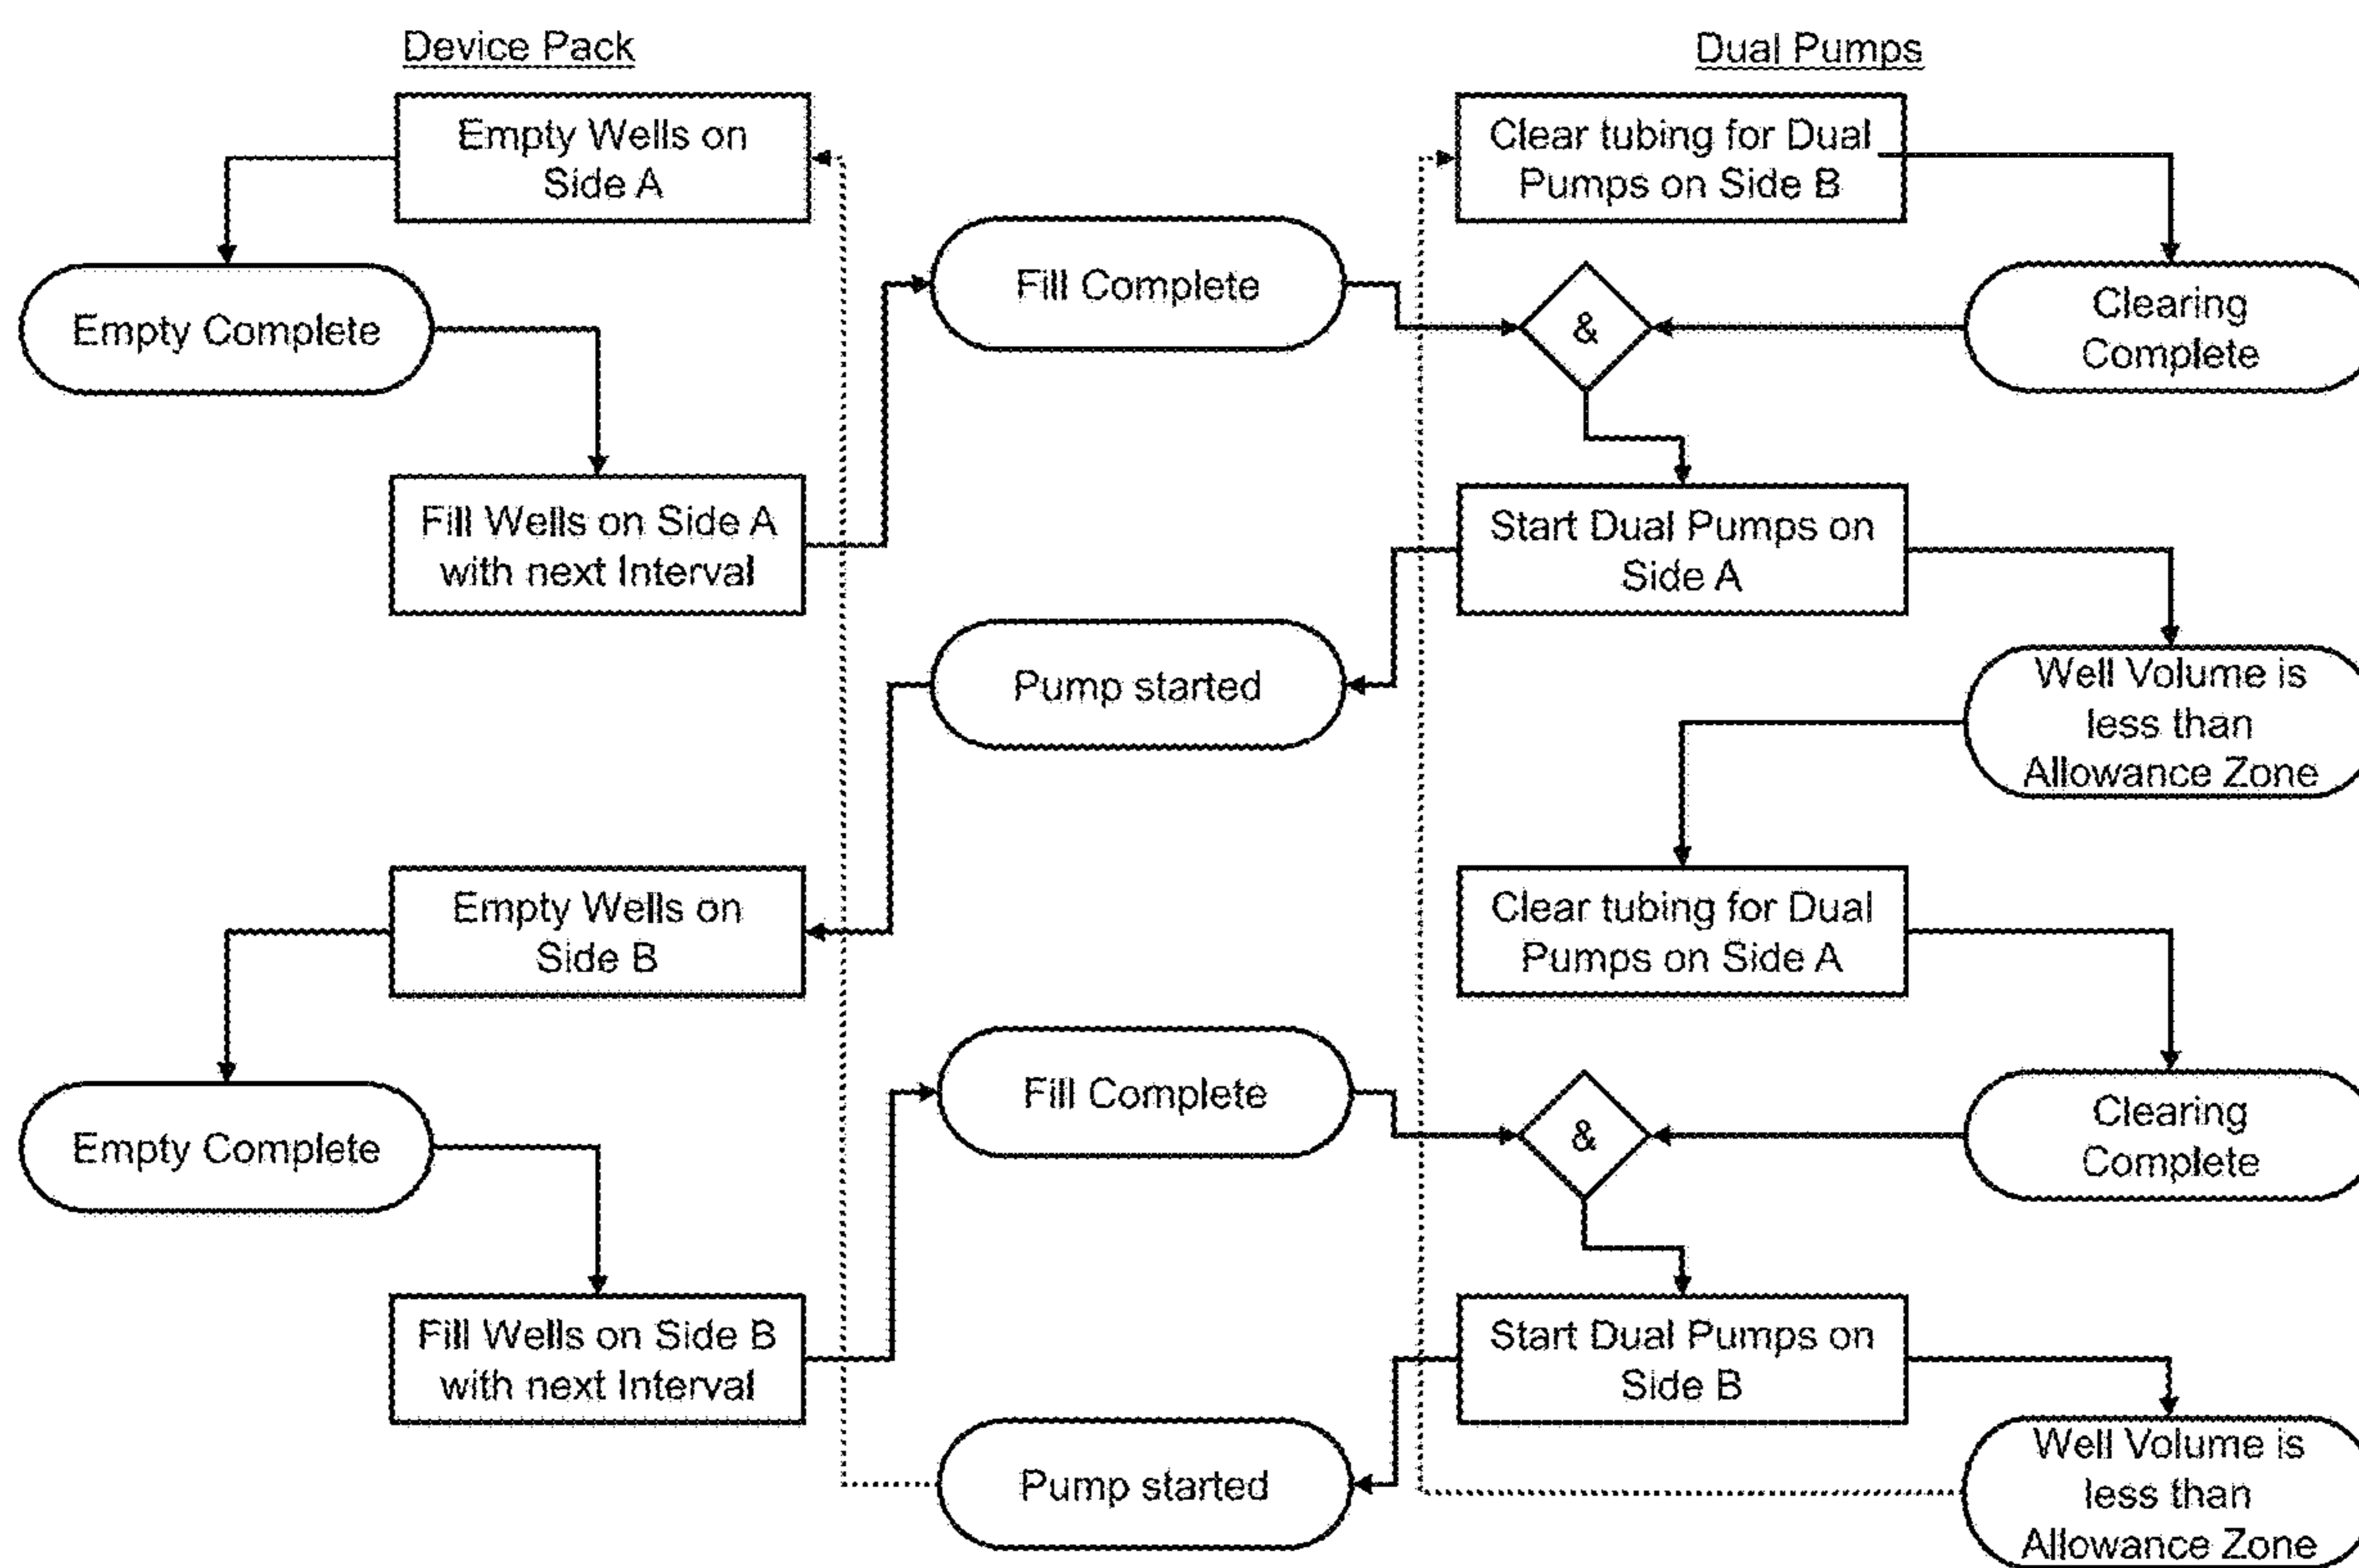 Device Pack
Dual Pumps
Empty Wells on
Side A
Clear tubing for Dual
Pumps on Side B
Empty Complete
Fill Complete
&
Clearing
Complete
Fill Wells on Side A
with next Interval
Start Dual Pumps on
Side A
Pump started
Well Volume is
less than
Allowance Zone
Empty Wells on
Side B
Clear tubing for Dual
Pumps on Side A
Empty Complete
Fill Complete
&
Clearing
Complete
Fill Wells on Side B
with next Interval
Start Dual Pumps on
Side B
Pump started
Well Volume is
less than
Allowance Zone